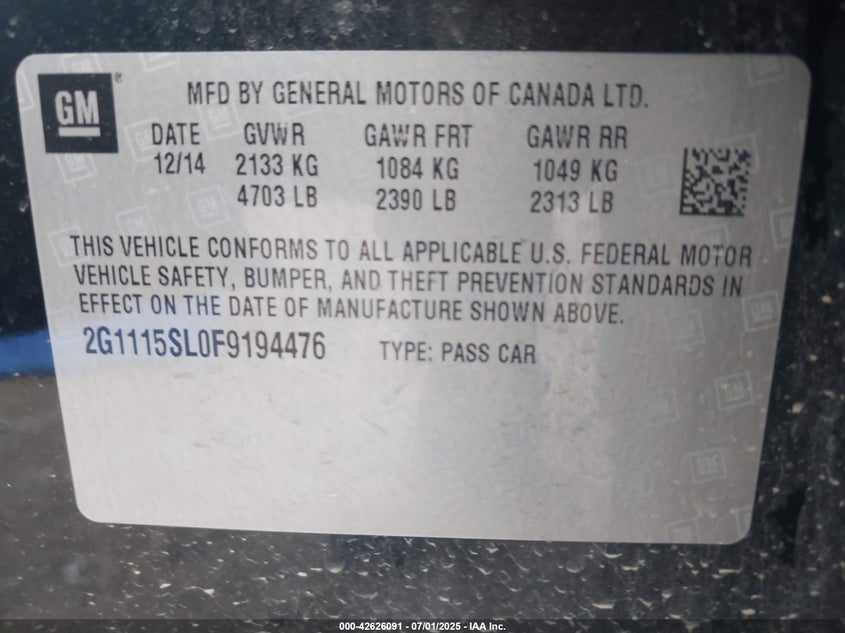 GM
MFD BY GENERAL MOTORS OF CANADA LTD.
DATE GVWR GAWR FRT GAWR RR
12/14 2133 KG 1084 KG 1049 KG
4703 LB 2390 LB 2313 LB
THIS VEHICLE CONFORMS TO ALL APPLICABLE U.S. FEDERAL MOTOR
VEHICLE SAFETY, BUMPER, AND THEFT PREVENTION STANDARDS IN
EFFECT ON THE DATE OF MANUFACTURE SHOWN ABOVE.
2G1115SL0F9194476 TYPE: PASS CAR
000-42626091 - 07/01/2025 - IAA Inc.